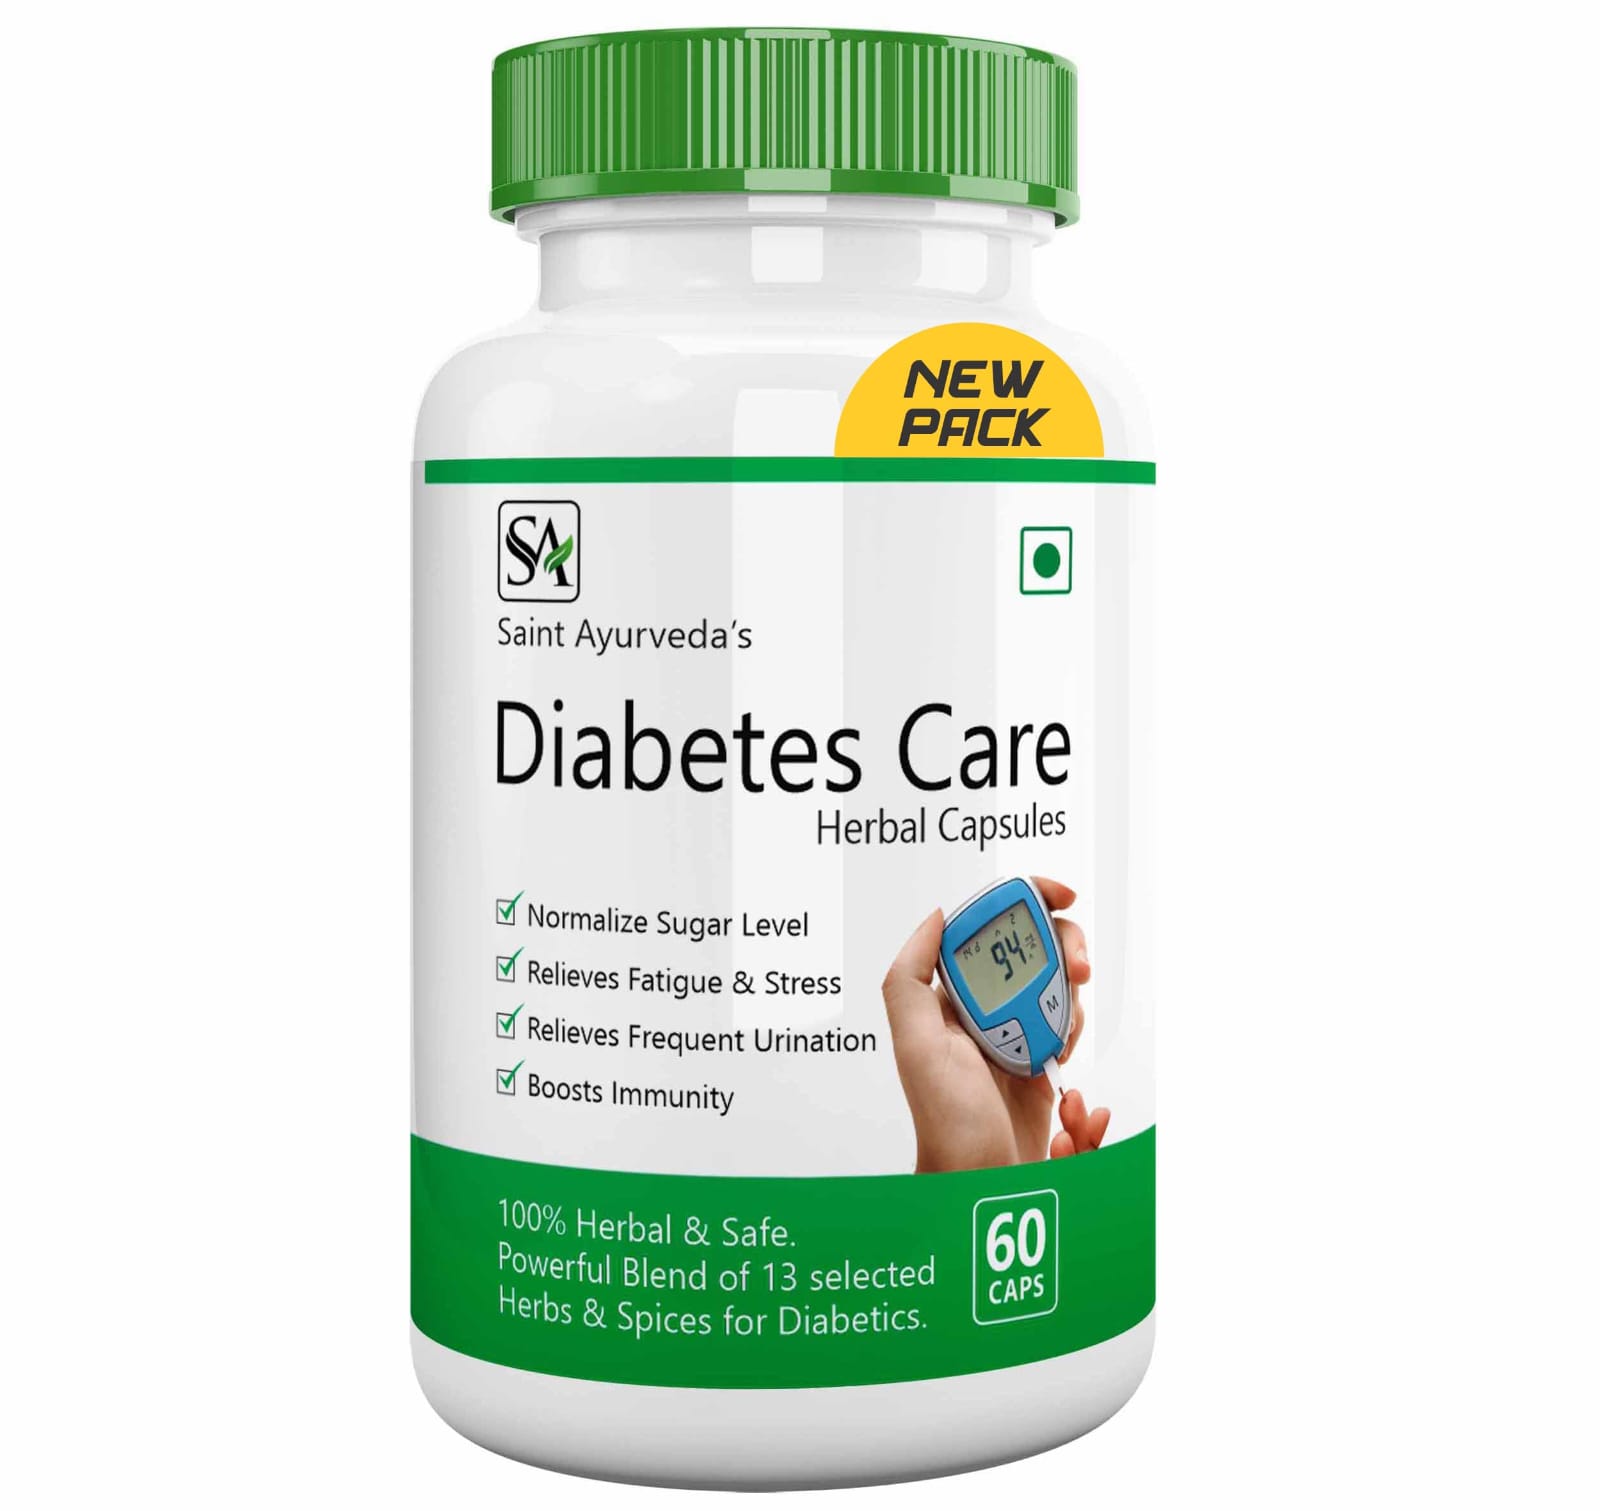 NEW
PACK
SA
Saint Ayurveda's
Diabetes Care
Herbal Capsules
Normalize Sugar Level
Relieves Fatigue & Stress
Relieves Frequent Urination
Boosts Immunity
94
M
100% Herbal & Safe.
Powerful Blend of 13 selected
Herbs & Spices for Diabetics.
60
CAPS